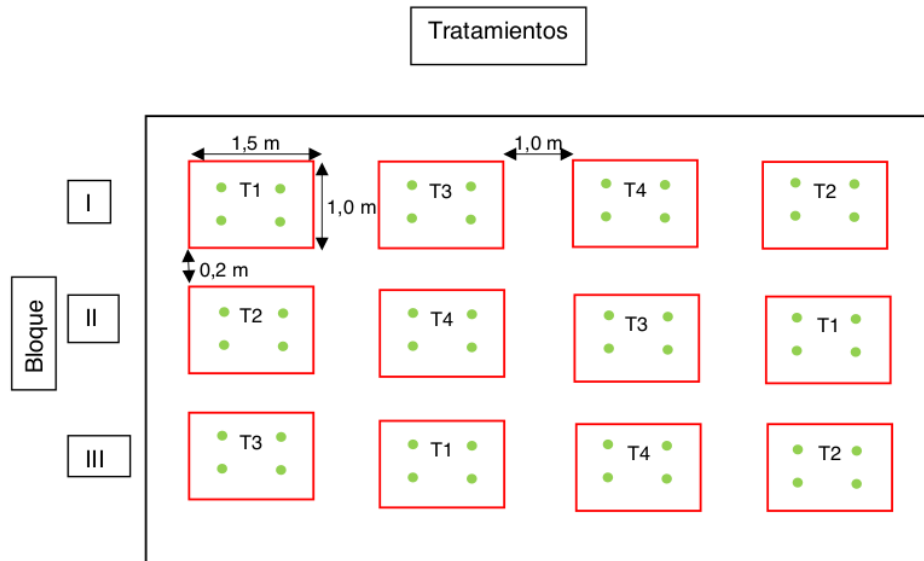 Tratamientos
1,5 m
1,0 m
I
T1
T3
T4
T2
1,0 m
0,2 m
Bloque
II
T2
T4
T3
T1
III
T3
T1
T4
T2